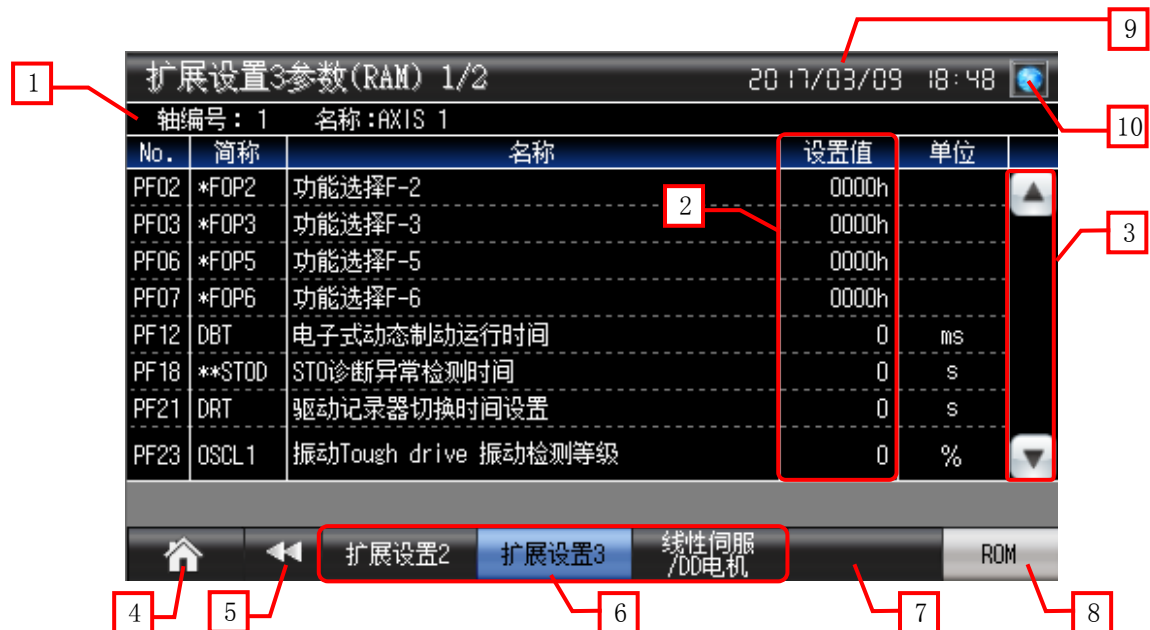 9
扩展设置3参数(RAM) 1/2 2017/03/09 18:48
1
轴编号: 1 名称:AXIS 1
10
No. 简称 名称 设置值 单位
PF02 *FOP2 功能选择F-2 0000h
2
PF03 *FOP3 功能选择F-3 0000h
3
PF06 *FOP5 功能选择F-5 0000h
PF07 *FOP6 功能选择F-6 0000h
PF12 DBT 电子式动态制动运行时间 0 ms
PF18 **STOD STO诊断异常检测时间 0 s
PF21 DRT 驱动记录器切换时间设置 0 s
PF23 OSCL1 振动Tough drive 振动检测等级 0 %
扩展设置2 扩展设置3 线性伺服
/DD电机 ROM
4 5 6 7 8